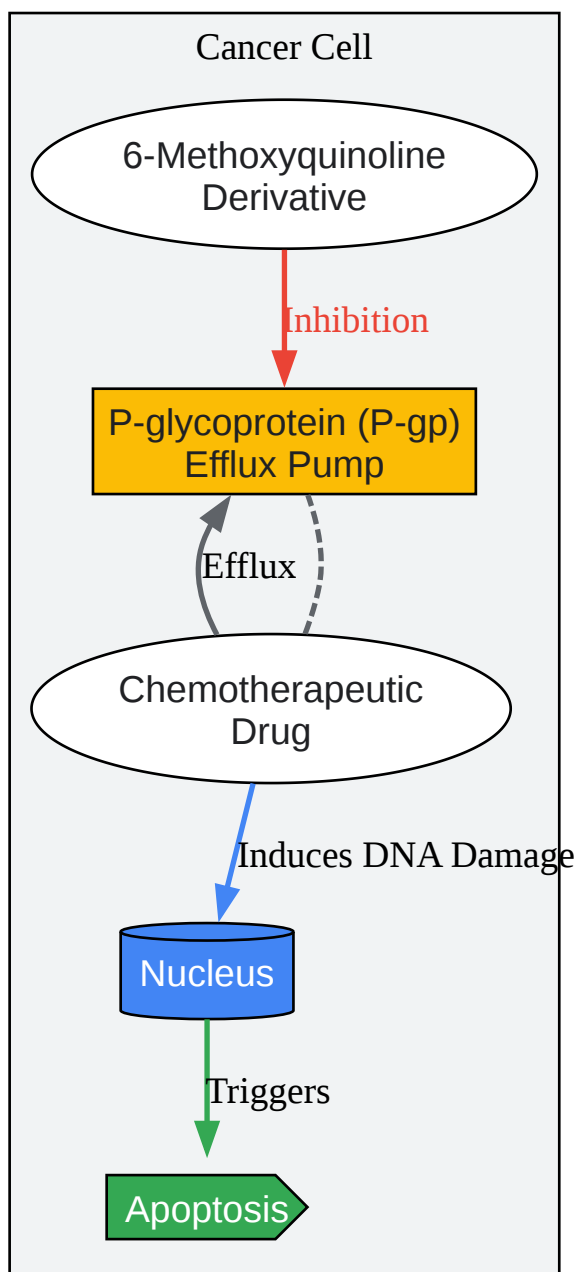 Cancer Cell
6-Methoxyquinoline
Derivative
Inhibition
P-glycoprotein (P-gp)
Efflux Pump
Efflux
Chemotherapeutic
Drug
Induces DNA Damage
Nucleus
Triggers
Apoptosis